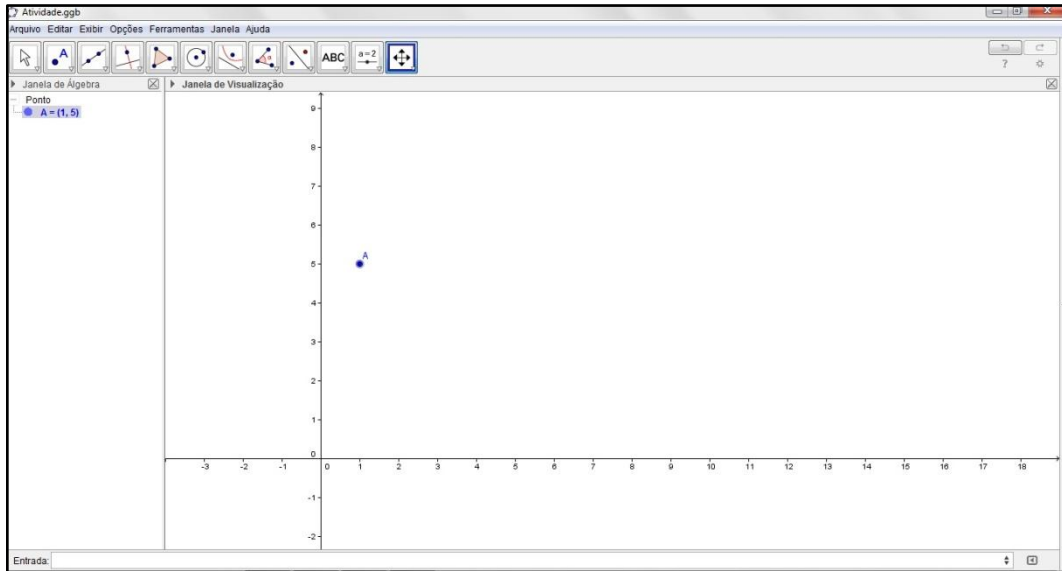 Atividade.ggb
Arquivo Editar Exibir Opções Ferramentas Janela Ajuda
A
ABC
a=2
?
Janela de Álgebra
Janela de Visualização
Ponto
A = (1, 5)
9
8
7
6
5
A
4
3
2
1
0
-3 -2 -1 0 1 2 3 4 5 6 7 8 9 10 11 12 13 14 15 16 17 18
-1
-2
Entrada: